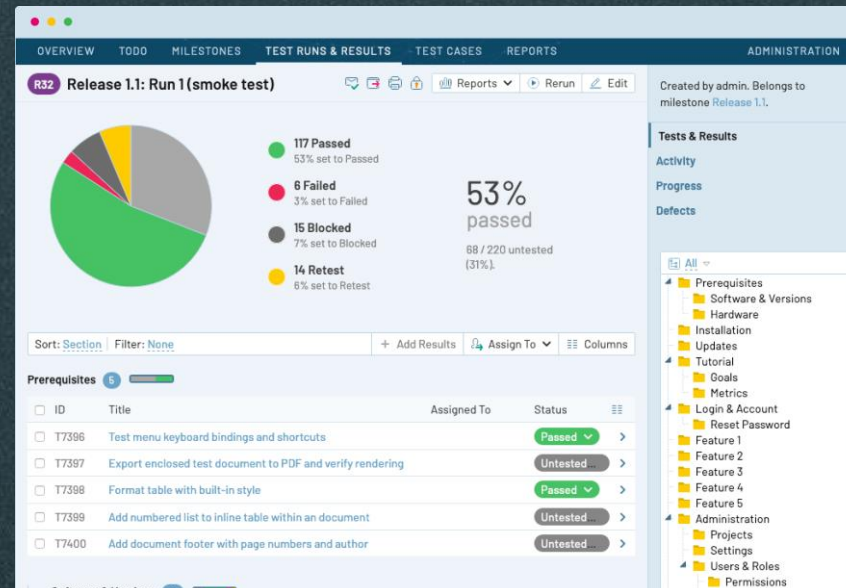 OVERVIEW TODO MILESTONES TEST RUNS & RESULTS TEST CASES REPORTS ADMINISTRATION
R32 Release 1.1: Run 1 (smoke test)
Reports Rerun Edit
117 Passed
53% set to Passed
6 Failed
3% set to Failed
15 Blocked
7% set to Blocked
14 Retest
6% set to Retest
53%
passed
68 / 220 untested
(31%).
Sort: Section Filter: None + Add Results Assign To Columns
Prerequisites 5
ID Title Assigned To Status
T7396 Test menu keyboard bindings and shortcuts Passed
T7397 Export enclosed test document to PDF and verify rendering Untested...
T7398 Format table with built-in style Passed
T7399 Add numbered list to inline table within an document Untested...
T7400 Add document footer with page numbers and author Untested...
Created by admin. Belongs to
milestone Release 1.1.
Tests & Results
Activity
Progress
Defects
All
Prerequisites
Software & Versions
Hardware
Installation
Updates
Tutorial
Goals
Metrics
Login & Account
Reset Password
Feature 1
Feature 2
Feature 3
Feature 4
Feature 5
Administration
Projects
Settings
Users & Roles
Permissions